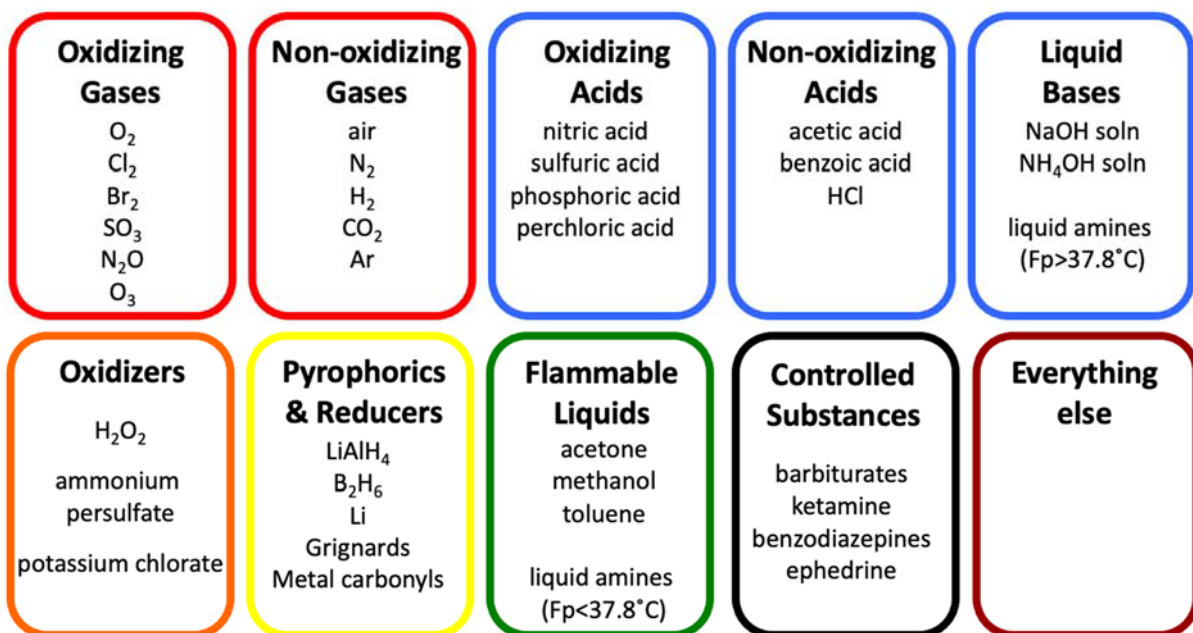 Oxidizing
Gases
O₂
Cl₂
Br₂
SO₃
N₂O
O₃
Non-oxidizing
Gases
air
N₂
H₂
CO₂
Ar
Oxidizing
Acids
nitric acid
sulfuric acid
phosphoric acid
perchloric acid
Non-oxidizing
Acids
acetic acid
benzoic acid
HCl
Liquid
Bases
NaOH soln
NH₄OH soln
liquid amines
(Fp>37.8˚C)
Oxidizers
H₂O₂
ammonium
persulfate
potassium chlorate
Pyrophorics
& Reducers
LiAlH₄
B₂H₆
Li
Grignards
Metal carbonyls
Flammable
Liquids
acetone
methanol
toluene
liquid amines
(Fp<37.8˚C)
Controlled
Substances
barbiturates
ketamine
benzodiazepines
ephedrine
Everything
else